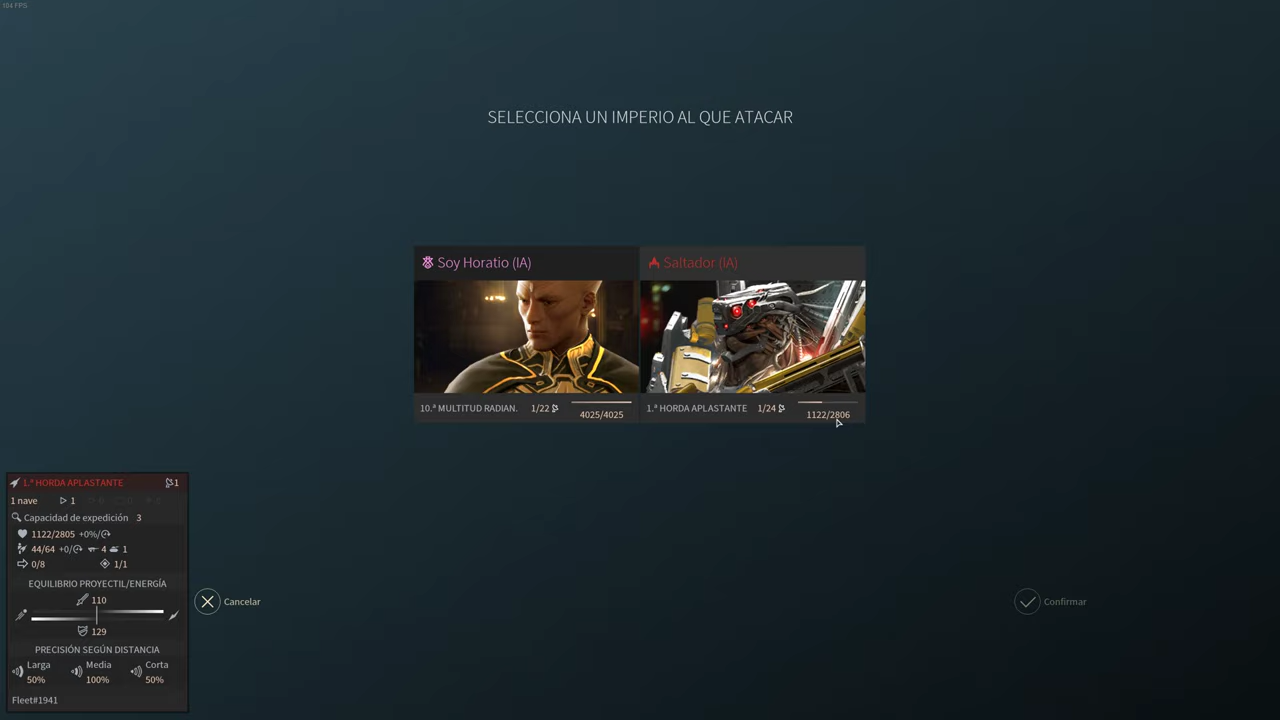 104 FPS
SELECCIONA UN IMPERIO AL QUE ATACAR
Soy Horatio (IA)
Saltador (IA)
10.ª MULTITUD RADIAN. 1/22 4025/4025
1.ª HORDA APLASTANTE 1/24 1122/2806
1.ª HORDA APLASTANTE 1
1 nave 1
Capacidad de expedición 3
1122/2805 +0%/
44/64 +0/ 4 1
0/8 1/1
EQUILIBRIO PROYECTIL/ENERGÍA
110
129
PRECISIÓN SEGÚN DISTANCIA
Larga Media Corta
50% 100% 50%
Fleet#1941
Cancelar
Confirmar